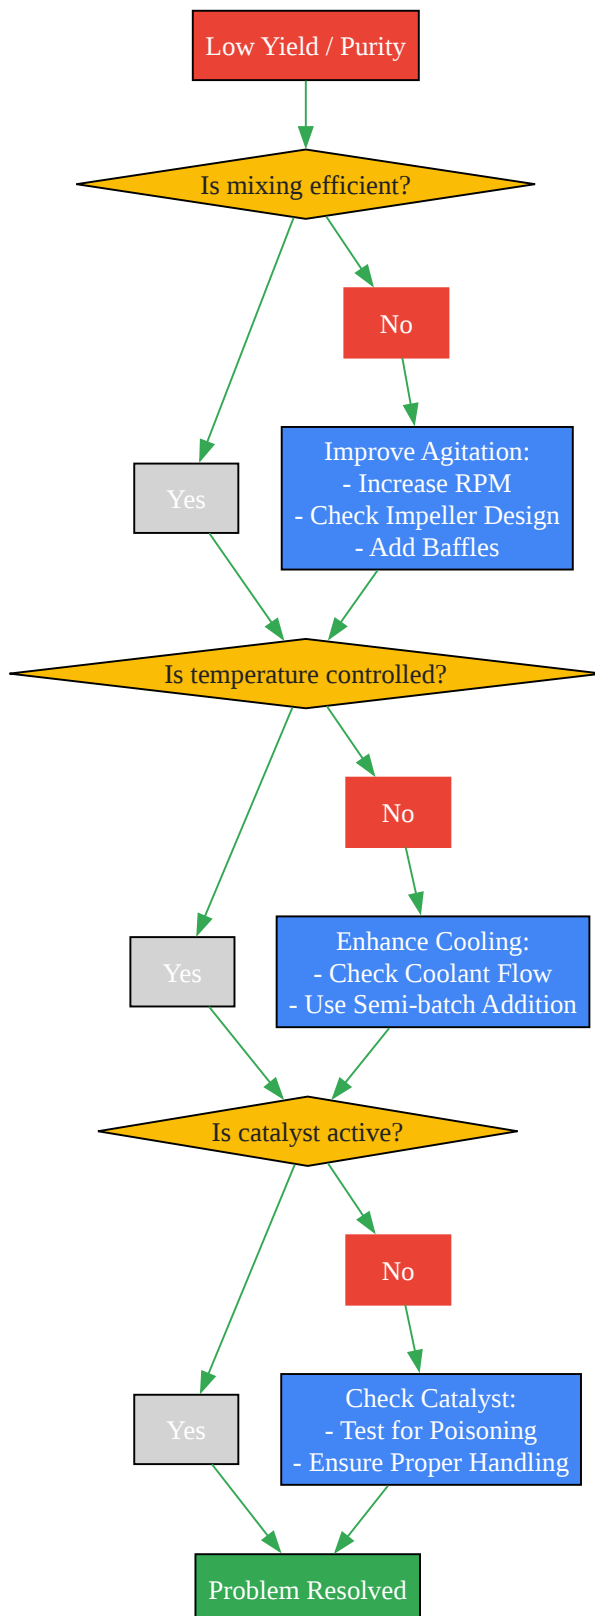 Low Yield / Purity
Is mixing efficient?
No
Yes
Improve Agitation:
- Increase RPM
- Check Impeller Design
- Add Baffles
Is temperature controlled?
No
Yes
Enhance Cooling:
- Check Coolant Flow
- Use Semi-batch Addition
Is catalyst active?
No
Yes
Check Catalyst:
- Test for Poisoning
- Ensure Proper Handling
Problem Resolved